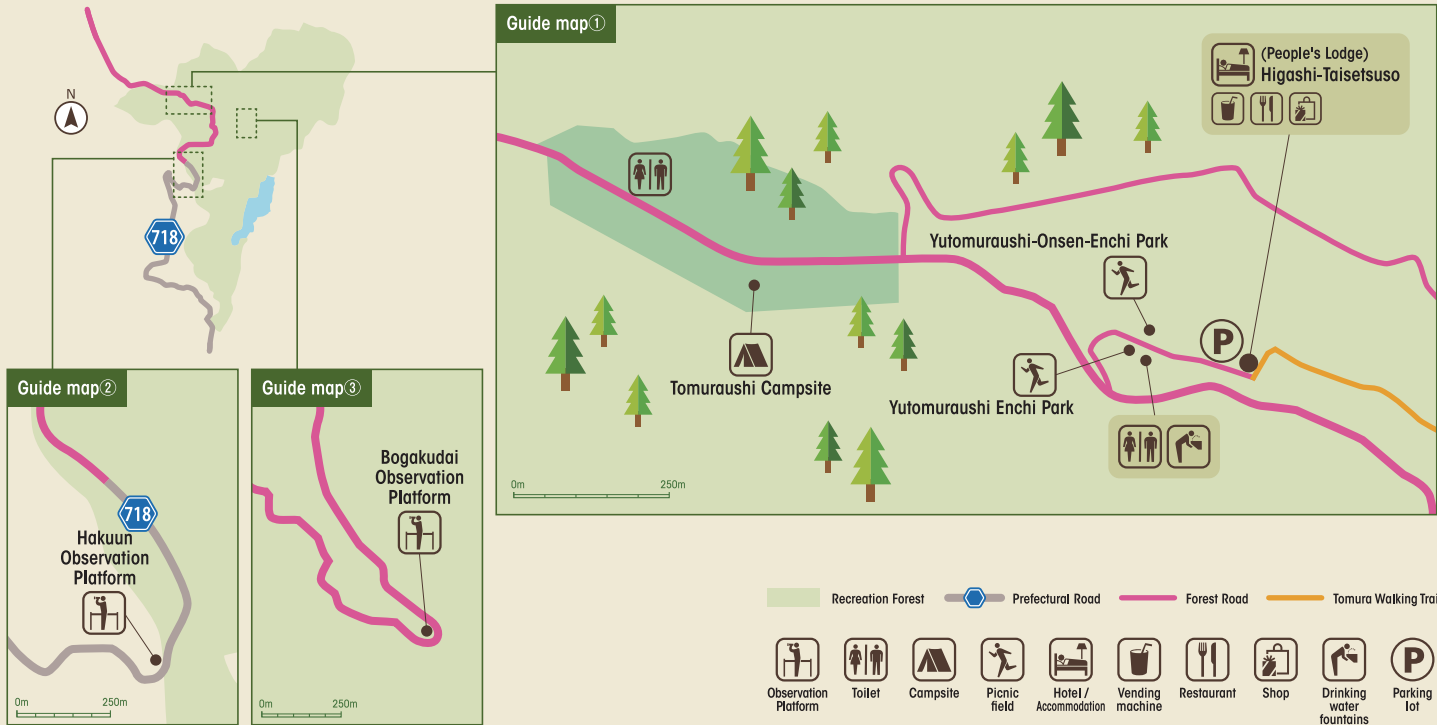 N
718
Guide map①
(People's Lodge)
Higashi-Taisetsuso
Yutomuraushi-Onsen-Enchi Park
P
Tomuraushi Campsite
Yutomuraushi Enchi Park
0m
250m
Guide map②
718
Hakuun
Observation
Platform
0m
250m
Guide map③
Bogakudai
Observation
Platform
0m
250m
Recreation Forest
Prefectural Road
Forest Road
Tomura Walking Trai
Observation
Platform
Toilet
Campsite
Picnic
field
Hotel /
Accommodation
Vending
machine
Restaurant
Shop
Drinking
water
fountains
P
Parking
lot